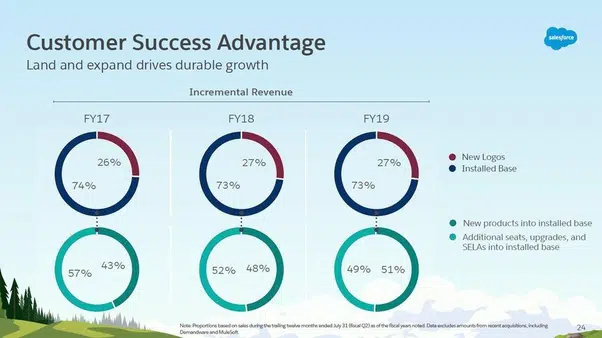 Customer Success Advantage
Land and expand drives durable growth
salesforce
Incremental Revenue
FY17
FY18
FY19
26%
74%
27%
73%
27%
73%
New Logos
Installed Base
57%
43%
52%
48%
49%
51%
New products into installed base
Additional seats, upgrades, and
SELAs into installed base
Note: Proportions based on sales during the trailing twelve months ended July 31 (fiscal Q2) as of the fiscal years noted. Data excludes amounts from recent acquisitions, including
Demandware and MuleSoft
24